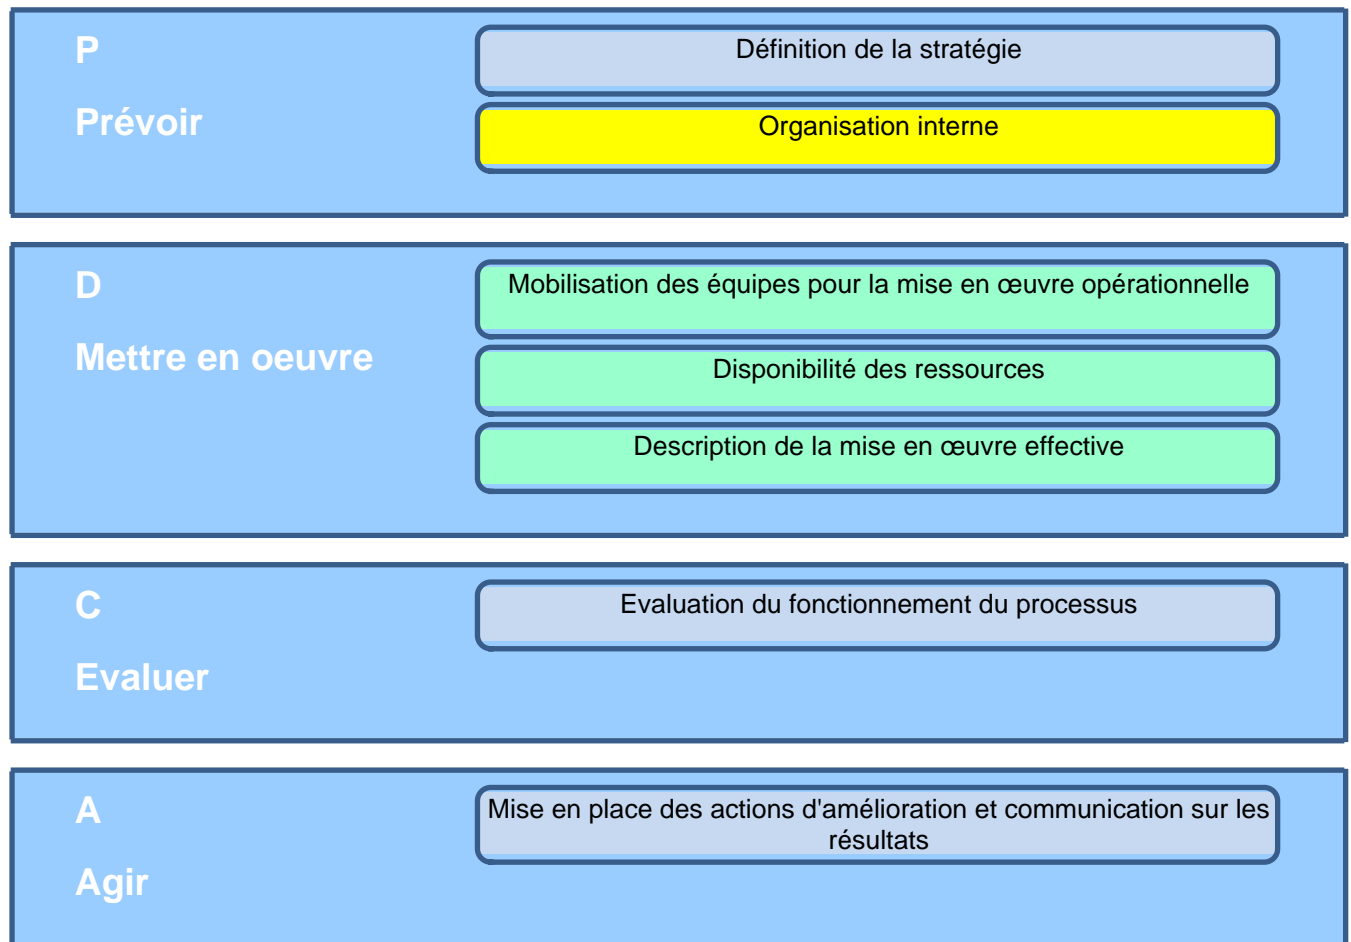 P
Prévoir
Définition de la stratégie
Organisation interne
D
Mettre en oeuvre
Mobilisation des équipes pour la mise en œuvre opérationnelle
Disponibilité des ressources
Description de la mise en œuvre effective
C
Evaluer
Evaluation du fonctionnement du processus
A
Agir
Mise en place des actions d'amélioration et communication sur les
résultats